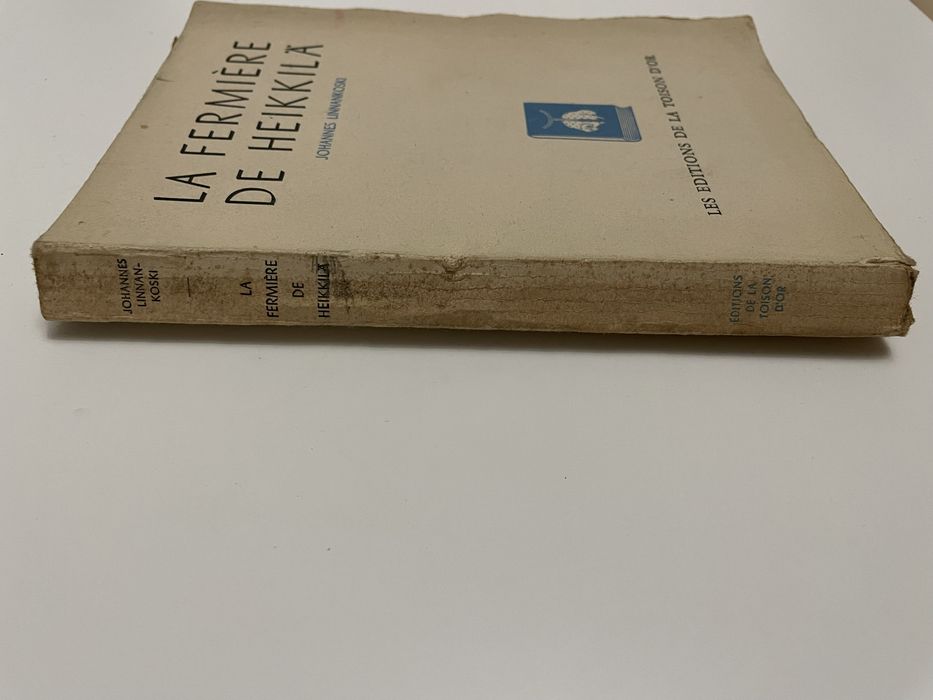 LA FERMIÈRE
DE HEIKKILÄ
JOHANNES LINNANKOSKI
LES EDITIONS DE LA TOISON D'OR
JOHANNES
LINNAN-
KOSKI
LA
FERMIÈRE
DE
HEIKKILÄ
EDITIONS
DE LA
TOISON
D'OR